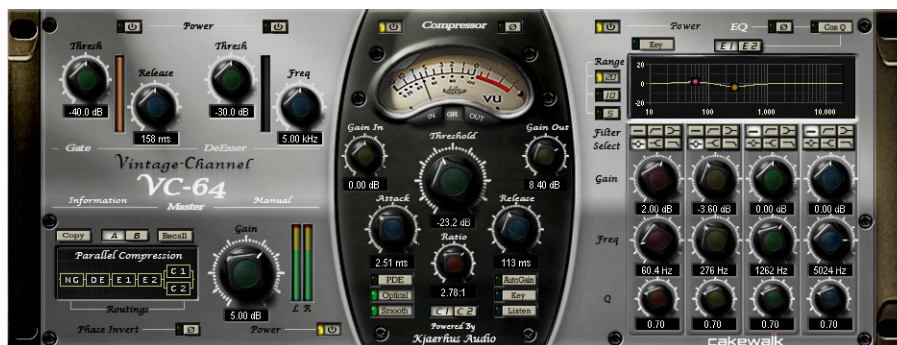 Power
Thresh
Release
-40.0 dB
158 ms
Gate
Thresh
Freq
-30.0 dB
5.00 kHz
DeEsser
Vintage-Channel
VC-64
Information
Master
Manual
Copy
A B
Recall
Gain
Parallel Compression
NG DE E1 E2 C1
C2
Routings
5.00 dB
L R
Phase Invert
Ø
Power
Compressor
Ø
VU
IN GR OUT
Gain In
Threshold
Gain Out
0.00 dB
8.40 dB
Attack
-23.2 dB
Release
Ratio
2.51 ms
113 ms
2.78:1
PDE
AutoGain
Optical
Key
Smooth
C1 C2
Listen
Powered By
Kjaerhus Audio
Power
EQ
Ø
Con Q
Key
E1 E2
Range
20
10
5
20
0
-20
10 100 1.000 10.000
Filter
Select
Gain
2.00 dB -3.60 dB 0.00 dB 0.00 dB
Freq
60.4 Hz 276 Hz 1262 Hz 5024 Hz
Q
0.70 0.70 0.70 0.70
cakewalk